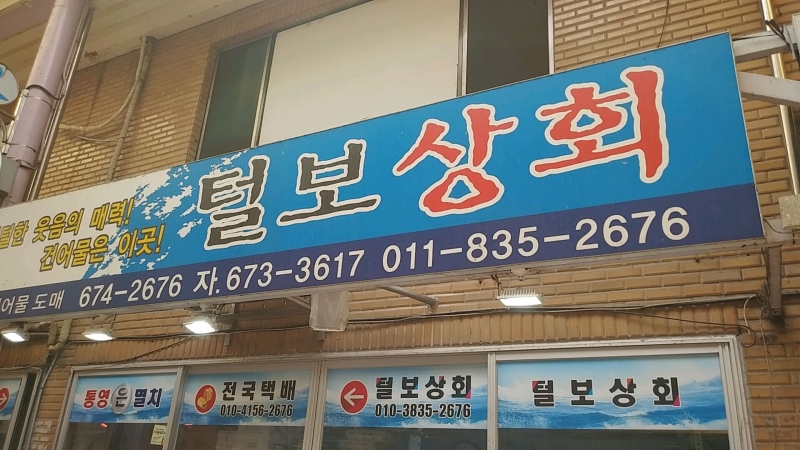 털보상회
털한 웃음의 매력!
건어물은 이곳!
어물 도매 674-2676 자. 673-3617 011-835-2676
통영 은 멸치
전국택배
010-4156-2676
털보상회
010-3835-2676
털보상회